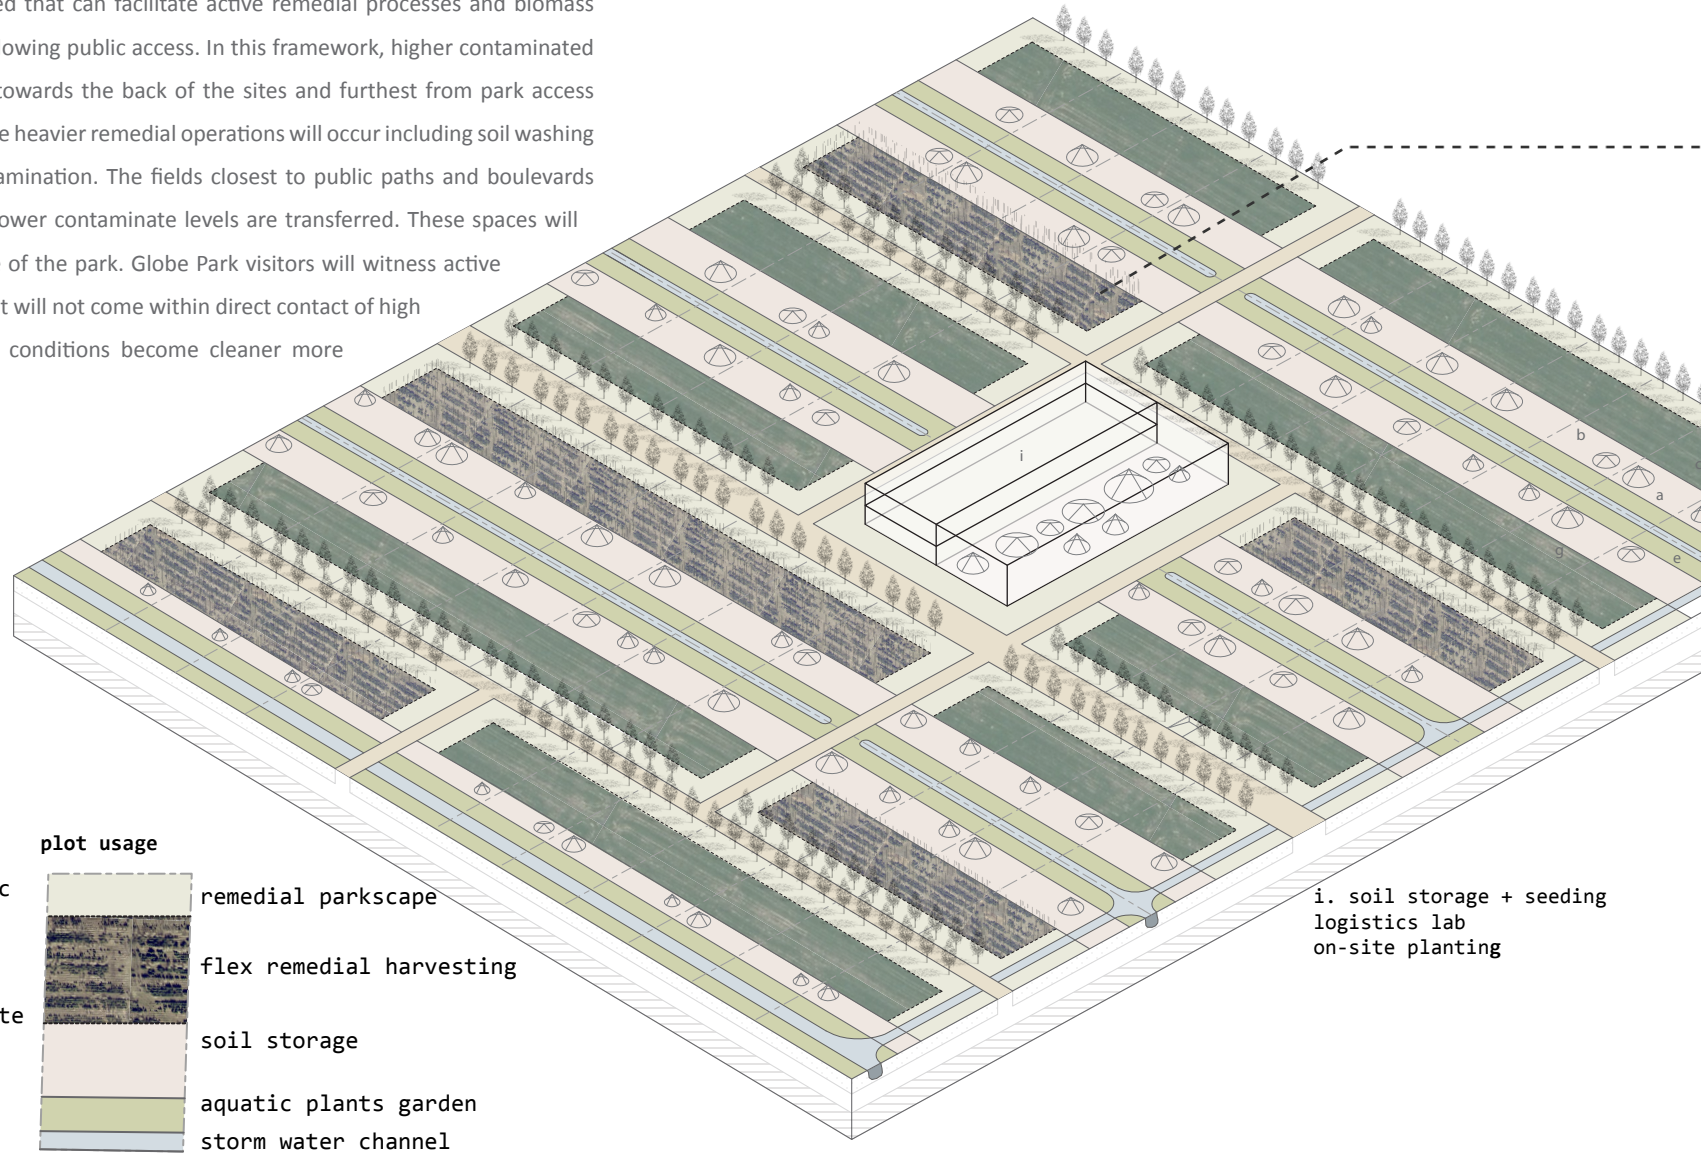 ed that can facilitate active remedial processes and biomass
lowing public access. In this framework, higher contaminated
towards the back of the sites and furthest from park access
e heavier remedial operations will occur including soil washing
amination. The fields closest to public paths and boulevards
ower contaminate levels are transferred. These spaces will
e of the park. Globe Park visitors will witness active
t will not come within direct contact of high
conditions become cleaner more
i
b
a
g
e
plot usage
c
remedial parkscape
flex remedial harvesting
te
soil storage
aquatic plants garden
storm water channel
i. soil storage + seeding
logistics lab
on-site planting